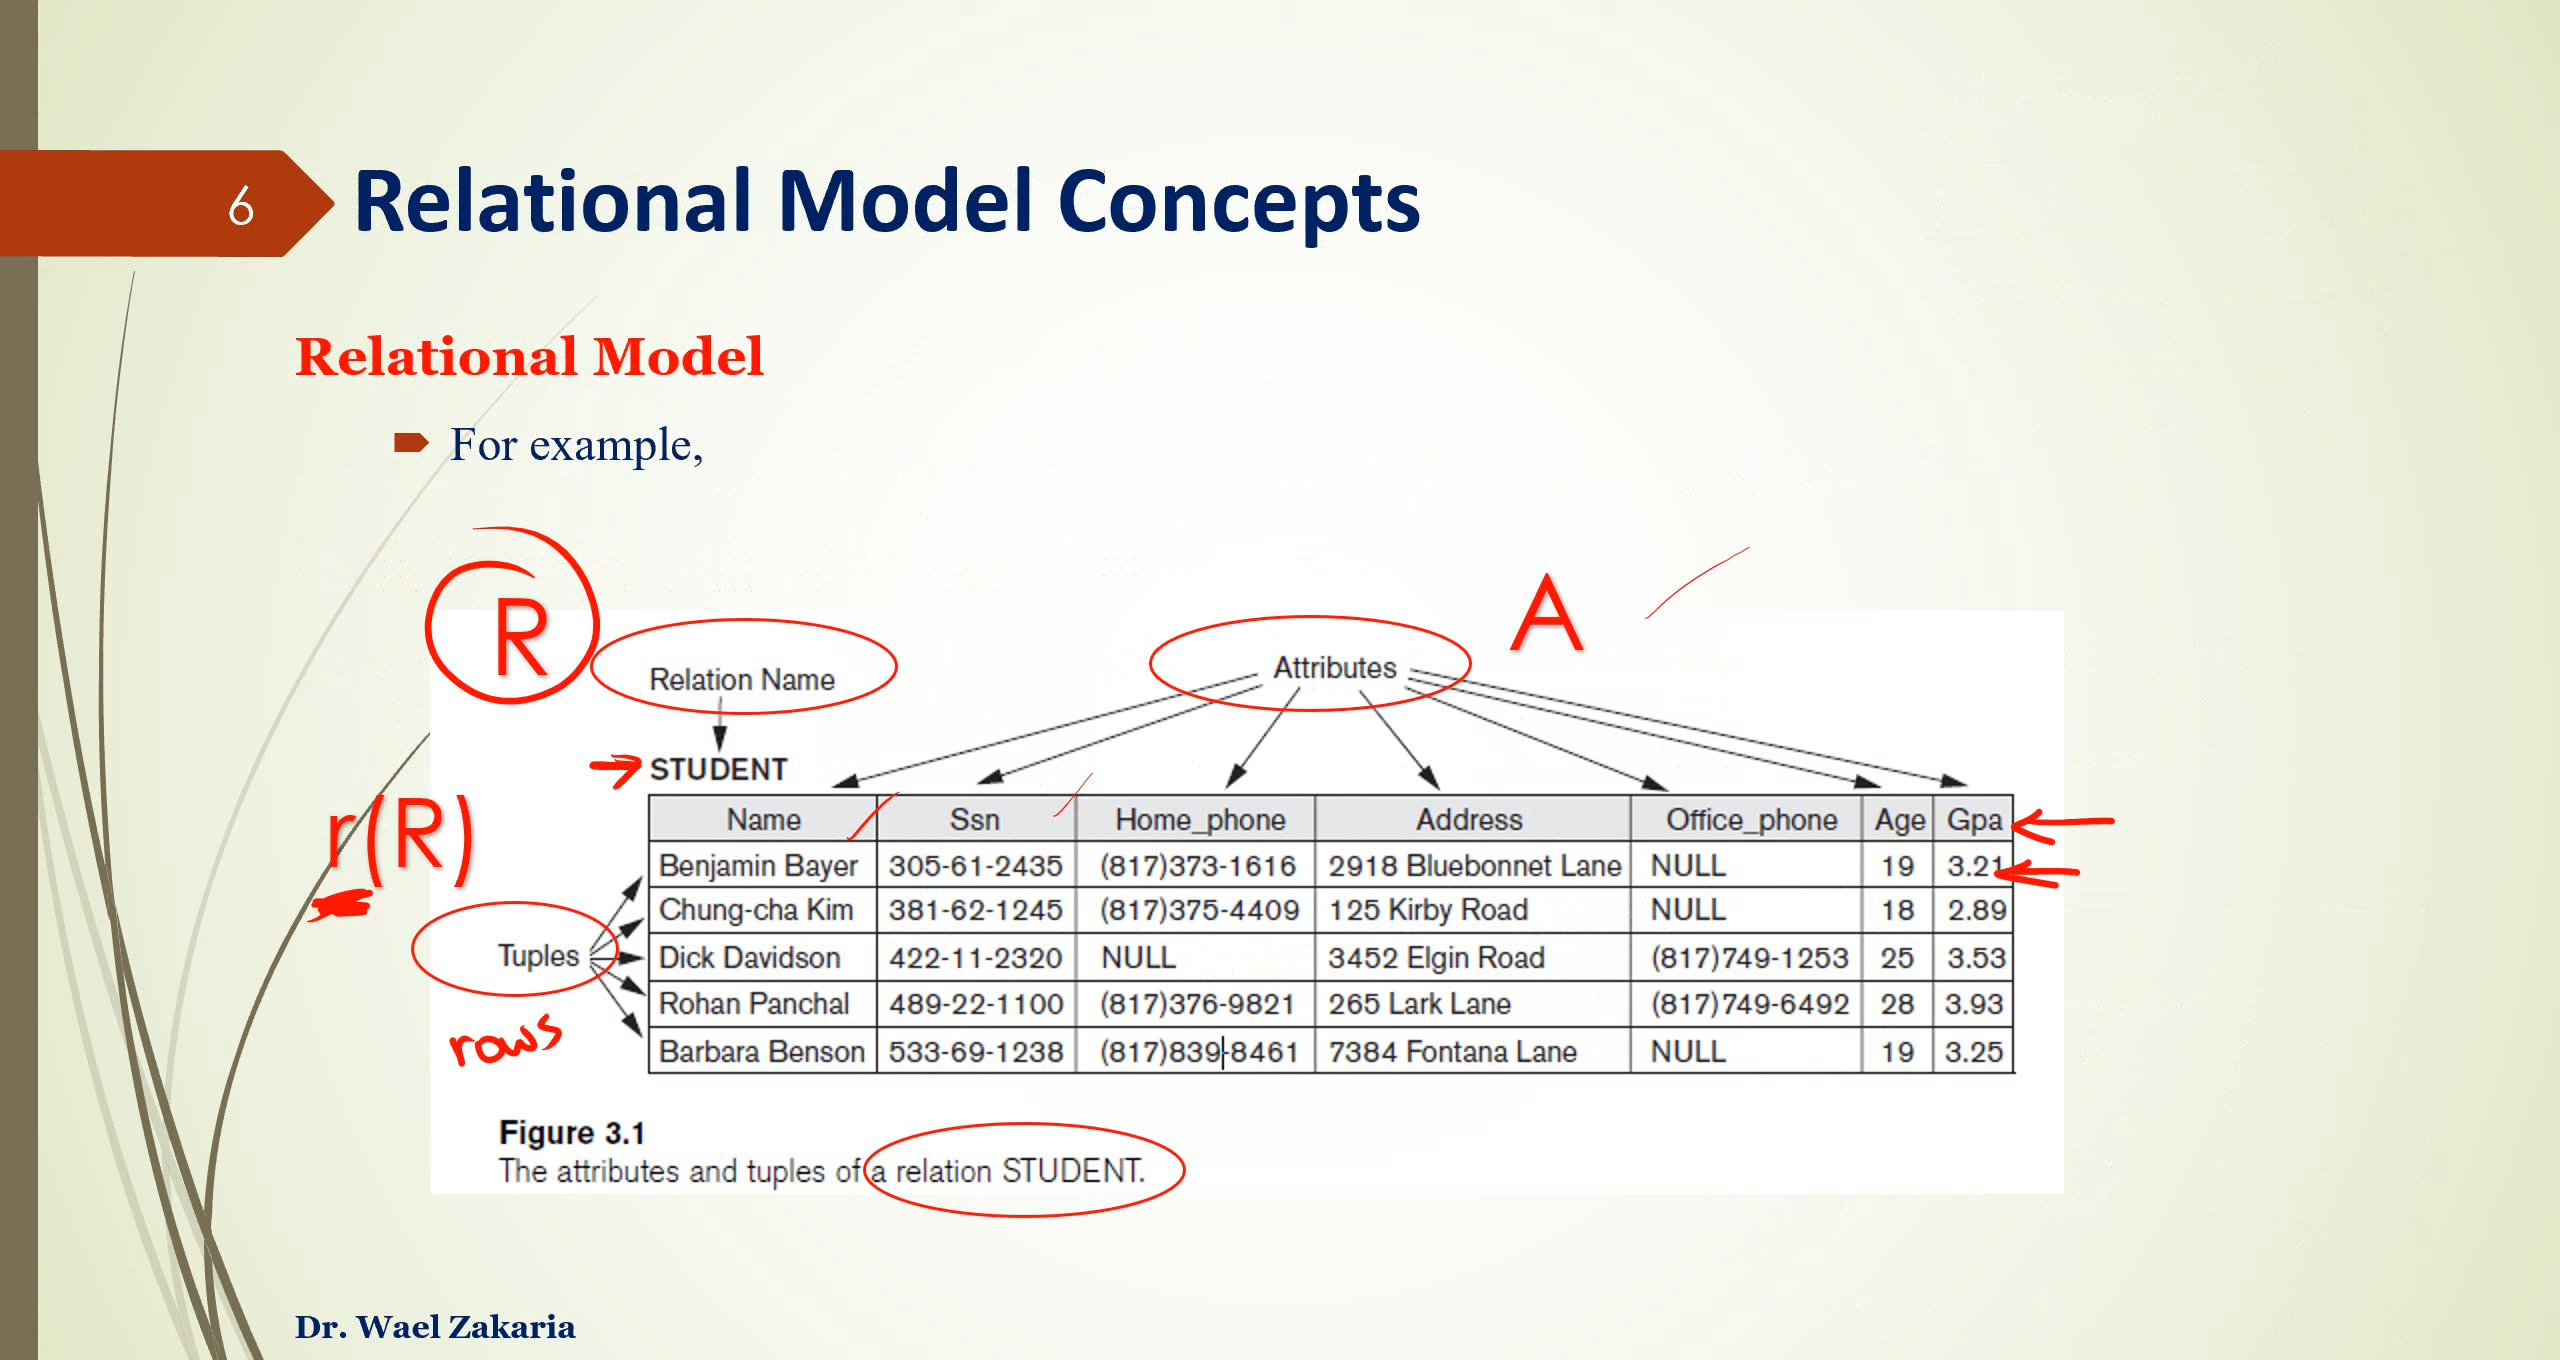 6 Relational Model Concepts
Relational Model
For example,
R
A
Relation Name
Attributes
STUDENT
r(R)
Name Ssn Home_phone Address Office_phone Age Gpa
Benjamin Bayer 305-61-2435 (817)373-1616 2918 Bluebonnet Lane NULL 19 3.21
Chung-cha Kim 381-62-1245 (817)375-4409 125 Kirby Road NULL 18 2.89
Tuples
Dick Davidson 422-11-2320 NULL 3452 Elgin Road (817)749-1253 25 3.53
Rohan Panchal 489-22-1100 (817)376-9821 265 Lark Lane (817)749-6492 28 3.93
rows
Barbara Benson 533-69-1238 (817)839-8461 7384 Fontana Lane NULL 19 3.25
Figure 3.1
The attributes and tuples of a relation STUDENT.
Dr. Wael Zakaria